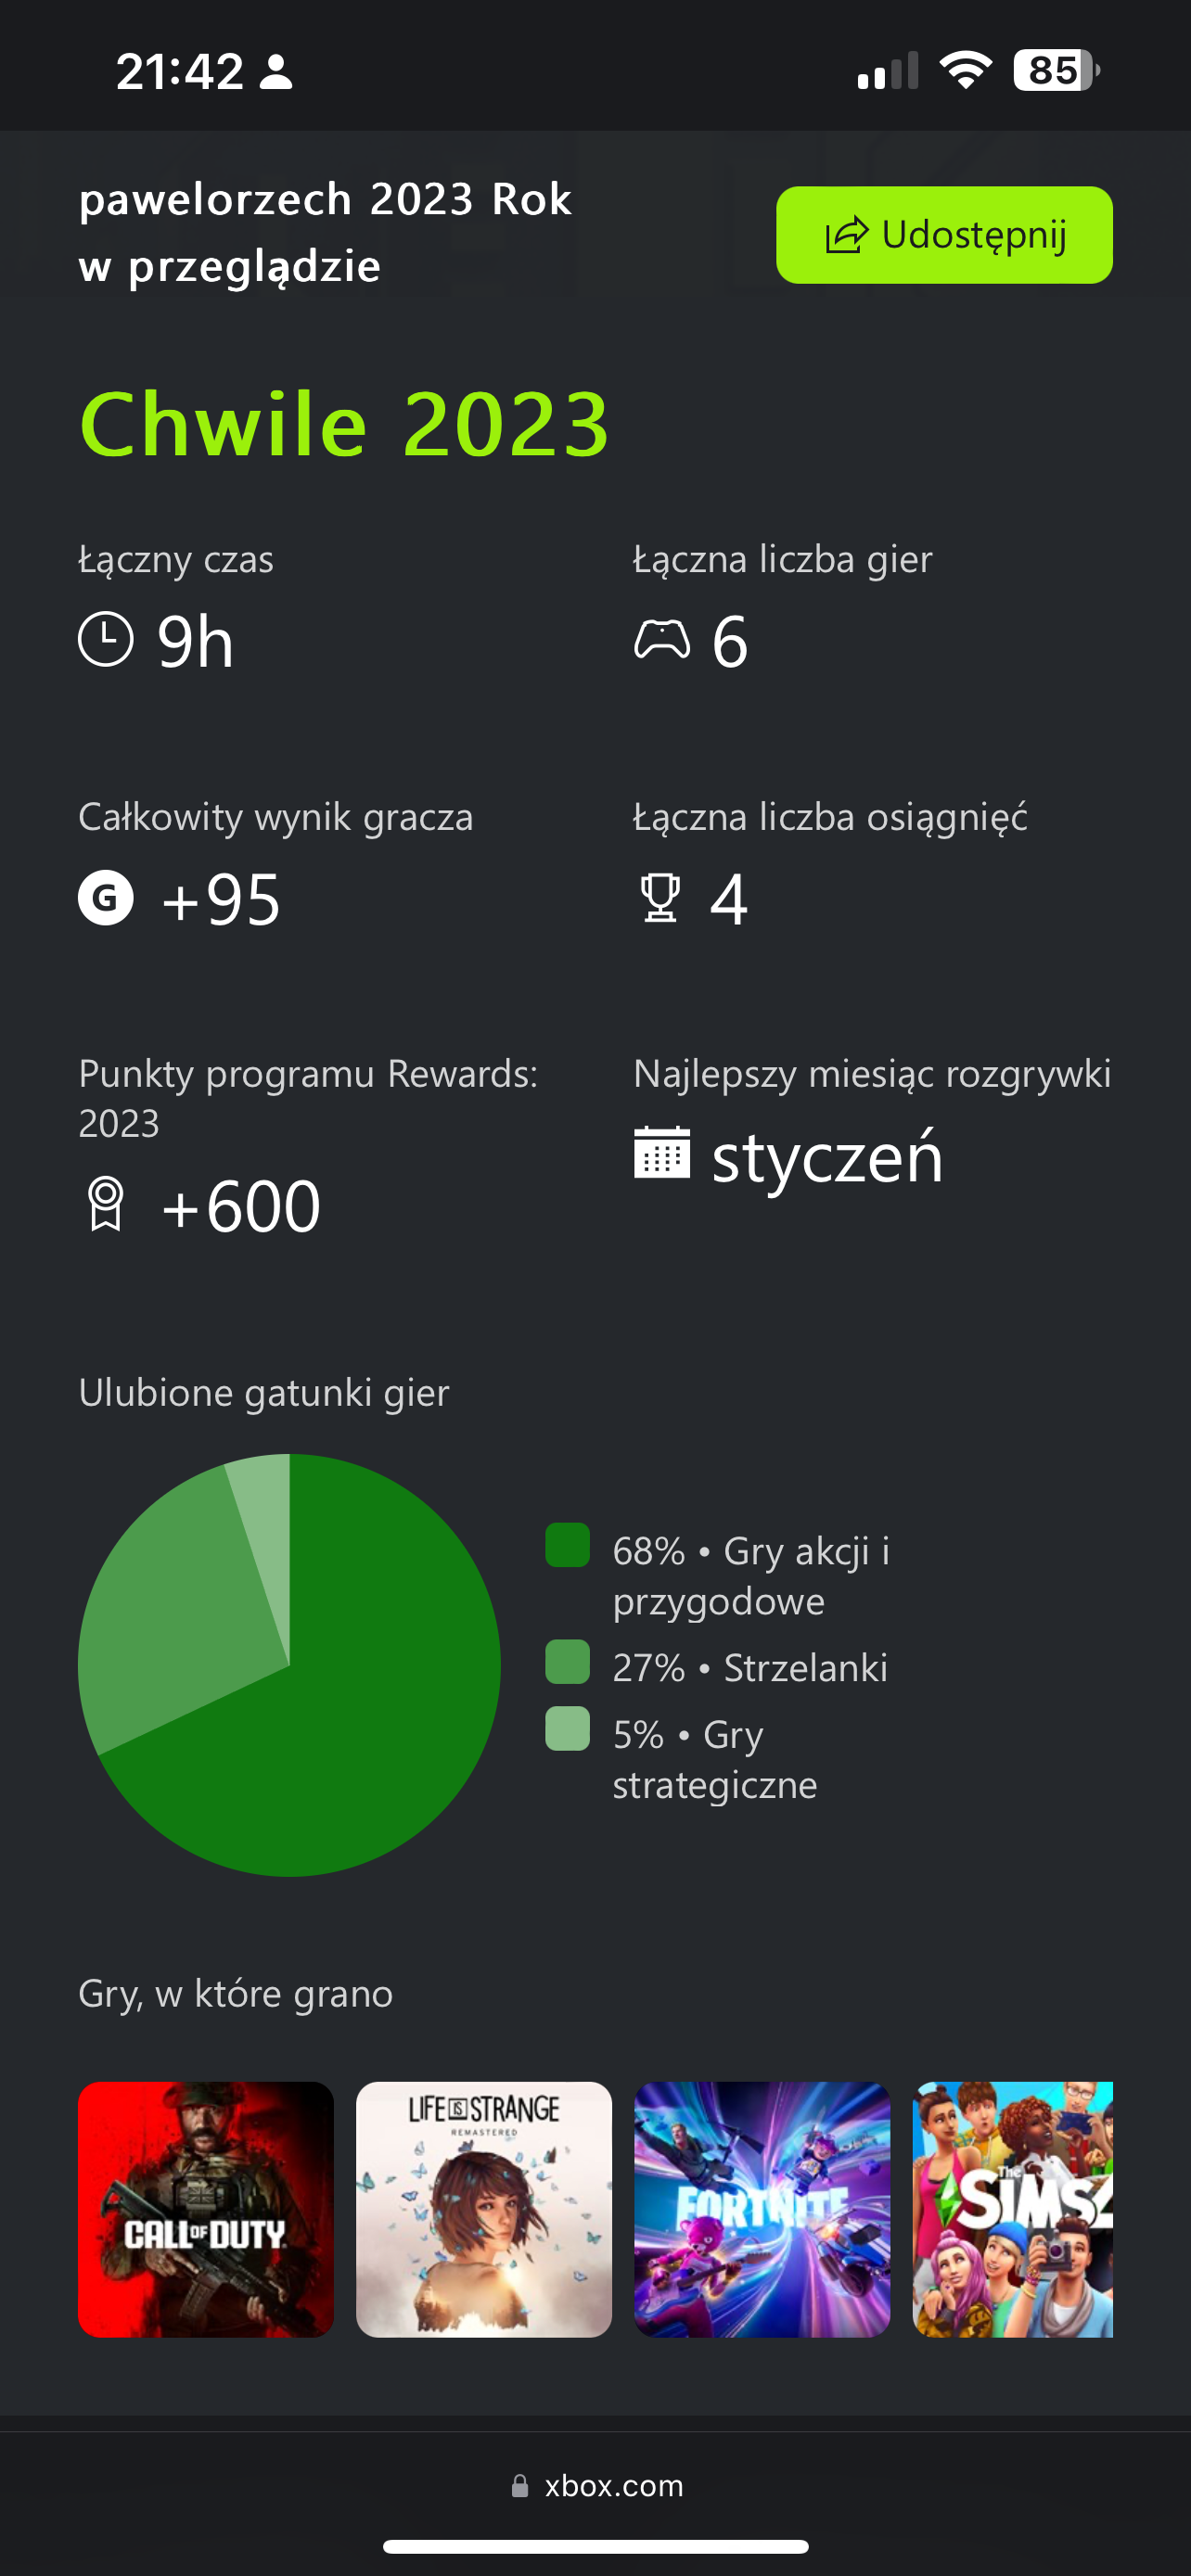 21:42
85
pawelorzech 2023 Rok
w przeglądzie
Udostępnij
Chwile 2023
Łączny czas
9h
Łączna liczba gier
6
Całkowity wynik gracza
G +95
Łączna liczba osiągnięć
4
Punkty programu Rewards:
2023
+600
Najlepszy miesiąc rozgrywki
styczeń
Ulubione gatunki gier
68% • Gry akcji i
przygodowe
27% • Strzelanki
5% • Gry
strategiczne
Gry, w które grano
CALL OF DUTY
LIFE IS STRANGE
REMASTERED
FORTNITE
The
SIMS 4
xbox.com